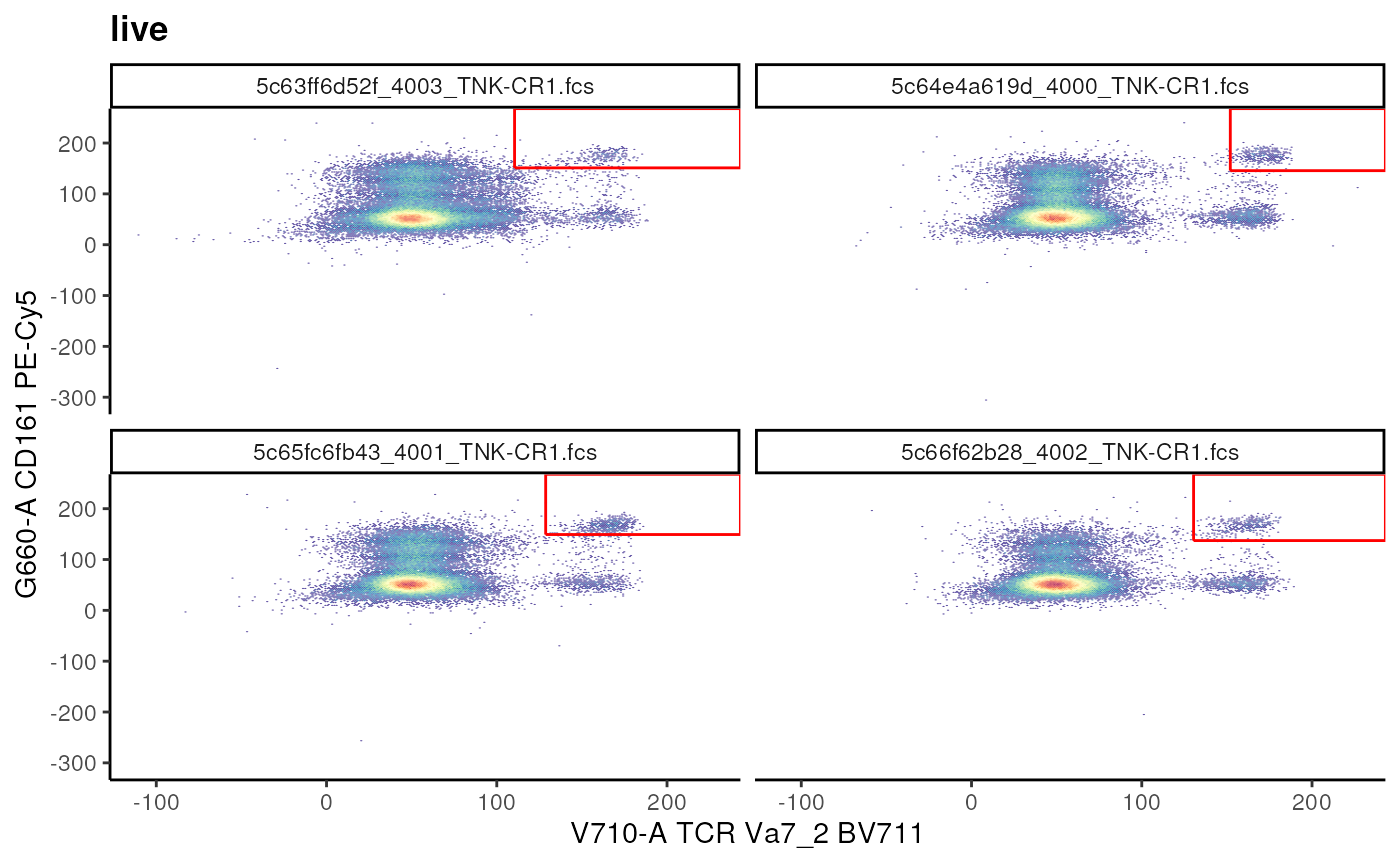 live
5c63ff6d52f_4003_TNK-CR1.fcs
5c64e4a619d_4000_TNK-CR1.fcs
200
100
0
-100
-200
-300
5c65fc6fb43_4001_TNK-CR1.fcs
5c66f62b28_4002_TNK-CR1.fcs
200
100
0
-100
-200
-300
G660-A CD161 PE-Cy5
-100 0 100 200
-100 0 100 200
V710-A TCR Va7_2 BV711